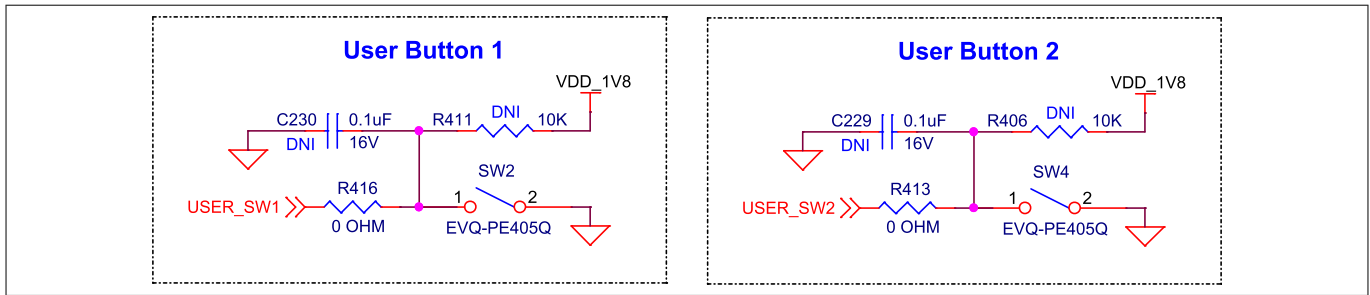 User Button 1
VDD_1V8
DNI
C230 0.1uF R411 10K
DNI 16V
SW2
R416
USER_SW1 1 2
0 OHM EVQ-PE405Q
User Button 2
VDD_1V8
DNI
C229 0.1uF R406 10K
DNI 16V
SW4
R413
USER_SW2 1 2
0 OHM EVQ-PE405Q